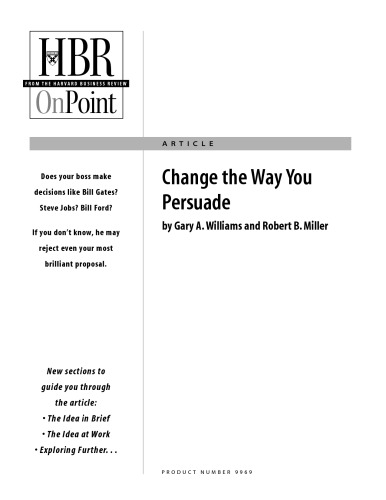 HBR
FROM THE HARVARD BUSINESS REVIEW
OnPoint
ARTICLE
Does your boss make
decisions like Bill Gates?
Steve Jobs? Bill Ford?
If you don't know, he may
reject even your most
brilliant proposal.
Change the Way You
Persuade
by Gary A. Williams and Robert B. Miller
New sections to
guide you through
the article:
• The Idea in Brief
• The Idea at Work
• Exploring Further. . .
PRODUCT NUMBER 9969